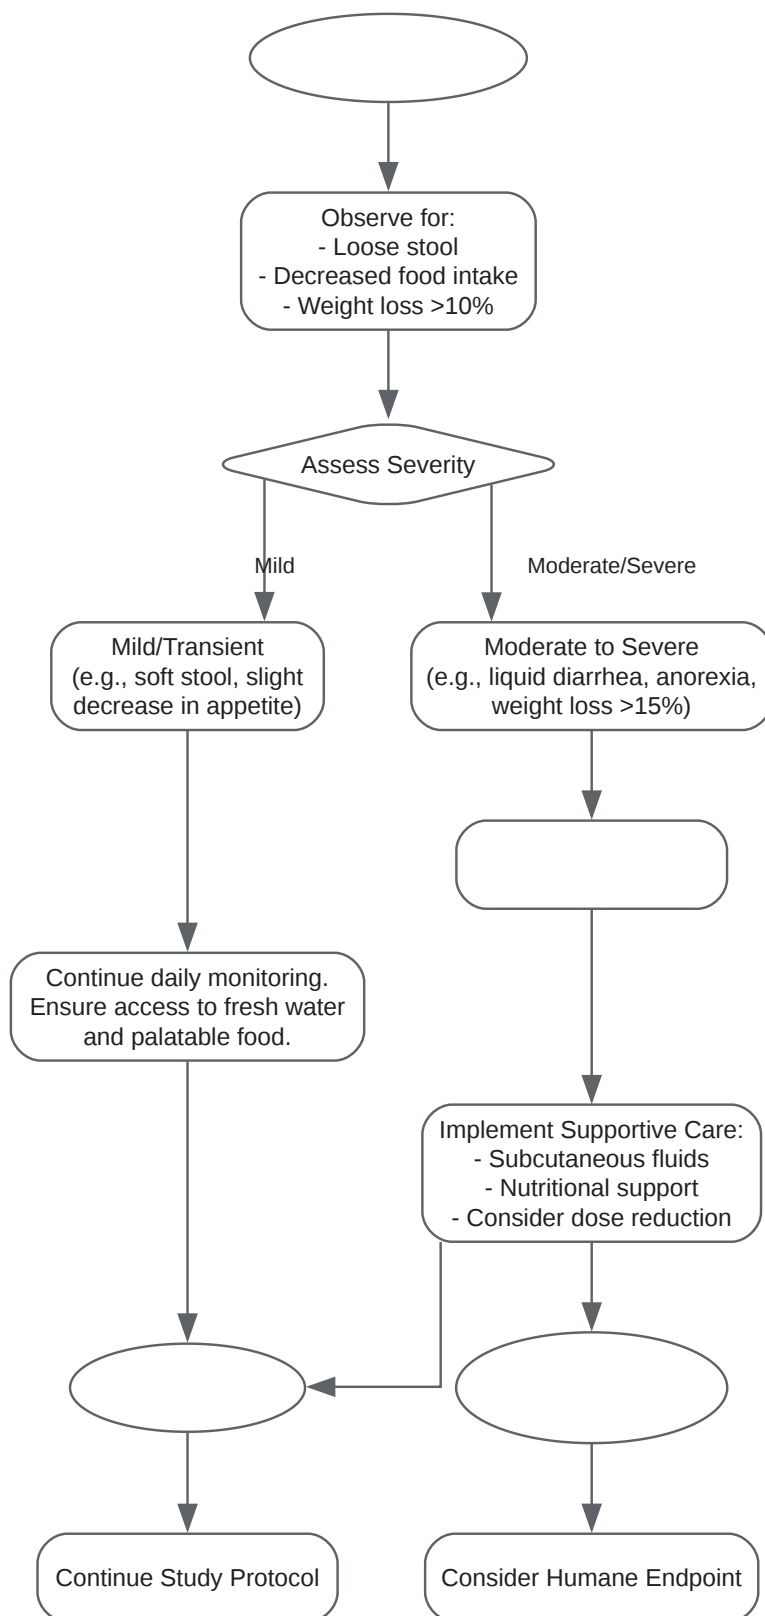 Observe for:
- Loose stool
- Decreased food intake
- Weight loss >10%
Assess Severity
Mild
Moderate/Severe
Mild/Transient
(e.g., soft stool, slight
decrease in appetite)
Moderate to Severe
(e.g., liquid diarrhea, anorexia,
weight loss >15%)
Continue daily monitoring.
Ensure access to fresh water
and palatable food.
Implement Supportive Care:
- Subcutaneous fluids
- Nutritional support
- Consider dose reduction
Continue Study Protocol
Consider Humane Endpoint